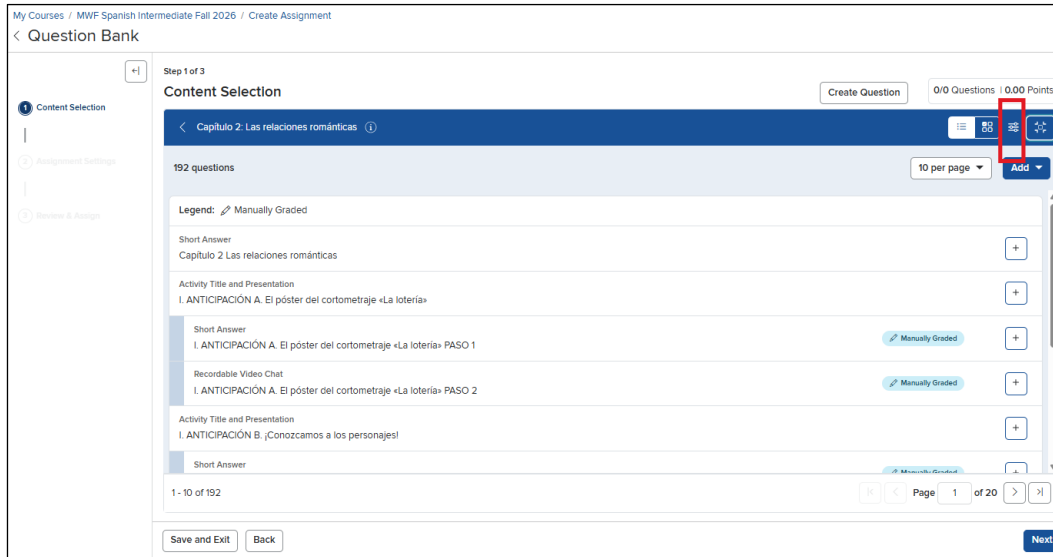 My Courses / MWF Spanish Intermediate Fall 2026 / Create Assignment
Question Bank
Step 1 of 3
Content Selection
Create Question
0/0 Questions | 0.00 Points
1 Content Selection
2 Assignment Settings
3 Review & Assign
Capítulo 2: Las relaciones románticas
192 questions
10 per page
Add
Legend: Manually Graded
Short Answer
Capítulo 2 Las relaciones románticas
Activity Title and Presentation
I. ANTICIPACIÓN A. El póster del cortometraje «La lotería»
Short Answer
I. ANTICIPACIÓN A. El póster del cortometraje «La lotería» PASO 1
Manually Graded
Recordable Video Chat
I. ANTICIPACIÓN A. El póster del cortometraje «La lotería» PASO 2
Manually Graded
Activity Title and Presentation
I. ANTICIPACIÓN B. ¡Conozcamos a los personajes!
Short Answer
Manually Graded
1 - 10 of 192
Page 1 of 20
Save and Exit
Back
Next